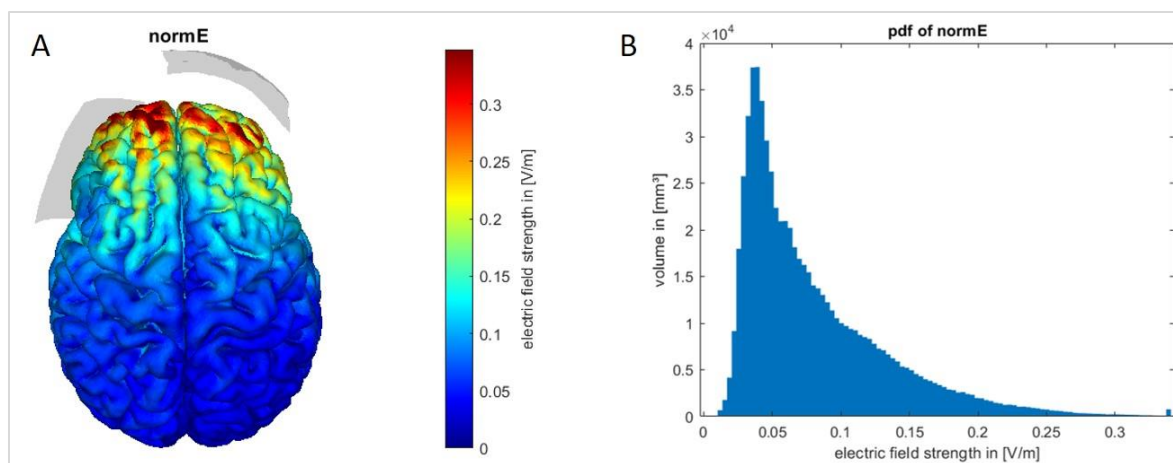 A
normE
0.3
0.25
0.2
0.15
0.1
0.05
0
electric field strength in [V/m]
B
pdf of normE
×10⁴
4
3.5
3
2.5
2
1.5
1
0.5
0
volume in [mm³]
0 0.05 0.1 0.15 0.2 0.25 0.3
electric field strength in [V/m]